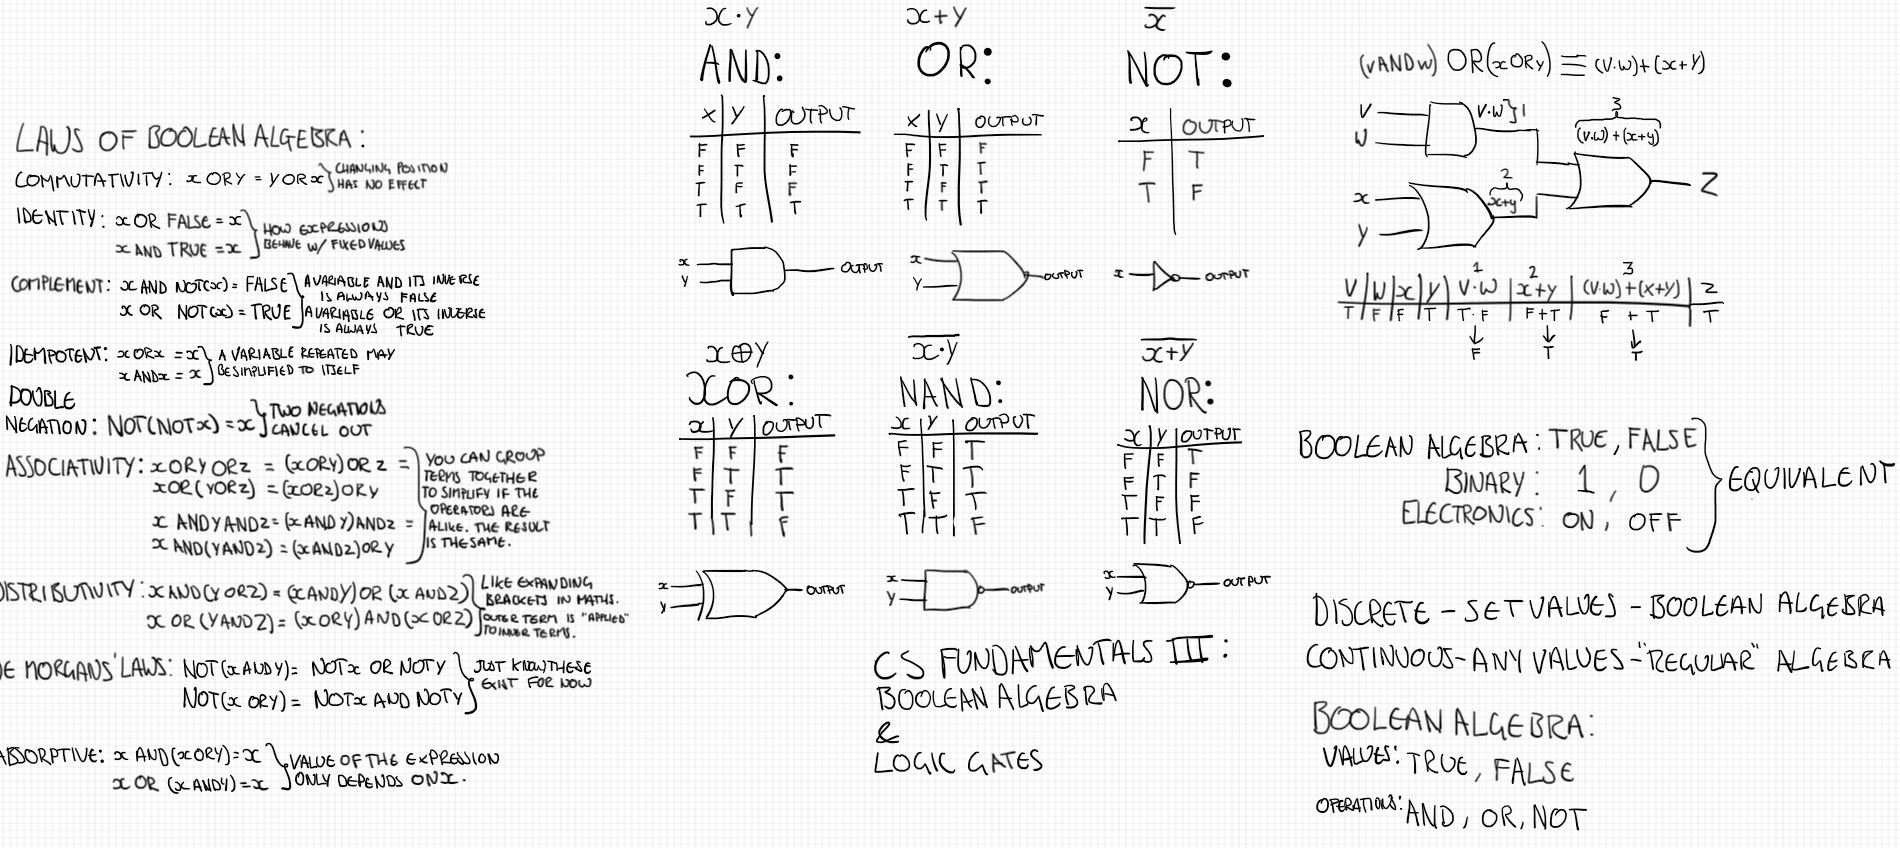 LAWS OF BOOLEAN ALGEBRA:
COMMUTATIVITY: x OR Y = Y OR x } CHANGING POSITION
HAS NO EFFECT
IDENTITY: x OR FALSE = x } HOW EXPRESSIONS
x AND TRUE = x } BEHAVE W/ FIXED VALUES
COMPLEMENT: x AND NOT(x) = FALSE } A VARIABLE AND ITS INVERSE
IS ALWAYS FALSE
x OR NOT(x) = TRUE } A VARIABLE OR ITS INVERSE
IS ALWAYS TRUE
IDEMPOTENT: x OR x = x } A VARIABLE REPEATED MAY
x AND x = x } BE SIMPLIFIED TO ITSELF
DOUBLE
NEGATION: NOT(NOT x) = x } TWO NEGATIONS
CANCEL OUT
ASSOCIATIVITY: x OR Y OR Z = (x OR Y) OR Z =
x OR (Y OR Z) = (x OR Z) OR Y
x AND Y AND Z = (x AND Y) AND Z =
x AND (Y AND Z) = (x AND Z) OR Y
YOU CAN GROUP
TERMS TOGETHER
TO SIMPLIFY IF THE
OPERATORS ARE
ALIKE. THE RESULT
IS THE SAME.
DISTRIBUTIVITY: x AND (Y OR Z) = (x AND Y) OR (x AND Z)
x OR (Y AND Z) = (x OR Y) AND (x OR Z)
LIKE EXPANDING
BRACKETS IN MATHS.
OUTER TERM IS "APPLIED"
TO INNER TERMS.
DE MORGANS' LAWS: NOT(x AND Y) = NOT x OR NOT Y } JUST KNOW THESE
NOT(x OR Y) = NOT x AND NOT Y } EXIST FOR NOW
ABSORPTIVE: x AND (x OR Y) = x } VALUE OF THE EXPRESSION
x OR (x AND Y) = x } ONLY DEPENDS ON x.
x·Y
AND:
X Y OUTPUT
F F F
F T F
T F F
T T T
x
Y
OUTPUT
x+Y
OR:
X Y OUTPUT
F F F
F T T
T F T
T T T
x
Y
OUTPUT
x̅
NOT:
x OUTPUT
F T
T F
x
OUTPUT
x⊕Y
XOR:
x Y OUTPUT
F F F
F T T
T F T
T T F
x
Y
OUTPUT
x·Y
NAND:
x Y OUTPUT
F F T
F T T
T F T
T T F
x
Y
OUTPUT
x+Y
NOR:
x Y OUTPUT
F F T
F T F
T F F
T T F
x
Y
OUTPUT
CS FUNDAMENTALS III:
BOOLEAN ALGEBRA
&
LOGIC GATES
(V AND W) OR (x OR Y) ≡ (V·W)+(x+Y)
V
W
V·W } 1
3
(V·W)+(x+Y)
x
Y
2
x+Y
Z
1 2 3
V W x Y V·W x+Y (V·W)+(x+Y) Z
T F F T T·F F+T F + T T
↓ ↓ ↓
F T T
BOOLEAN ALGEBRA: TRUE, FALSE
BINARY: 1, 0
ELECTRONICS: ON, OFF
EQUIVALENT
DISCRETE - SET VALUES - BOOLEAN ALGEBRA
CONTINUOUS - ANY VALUES - "REGULAR" ALGEBRA
BOOLEAN ALGEBRA:
VALUES: TRUE, FALSE
OPERATIONS: AND, OR, NOT